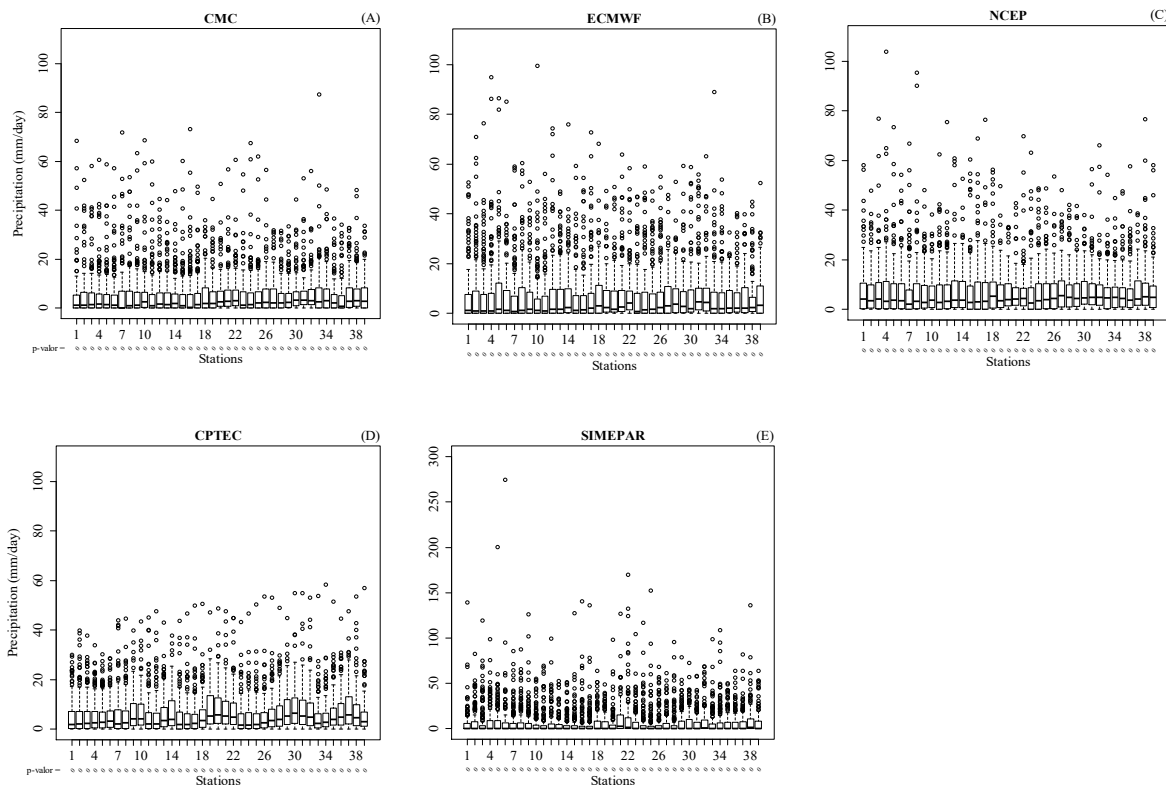 CMC
(A)
Precipitation (mm/day)
100
80
60
40
20
0
1 4 7 10 14 18 22 26 30 34 38
p-valor =
Stations
ECMWF
(B)
100
80
60
40
20
0
1 4 7 10 14 18 22 26 30 34 38
Stations
NCEP
(C)
100
80
60
40
20
0
1 4 7 10 14 18 22 26 30 34 38
Stations
CPTEC
(D)
Precipitation (mm/day)
100
80
60
40
20
0
1 4 7 10 14 18 22 26 30 34 38
p-valor =
Stations
SIMEPAR
(E)
300
250
200
150
100
50
0
1 4 7 10 14 18 22 26 30 34 38
Stations